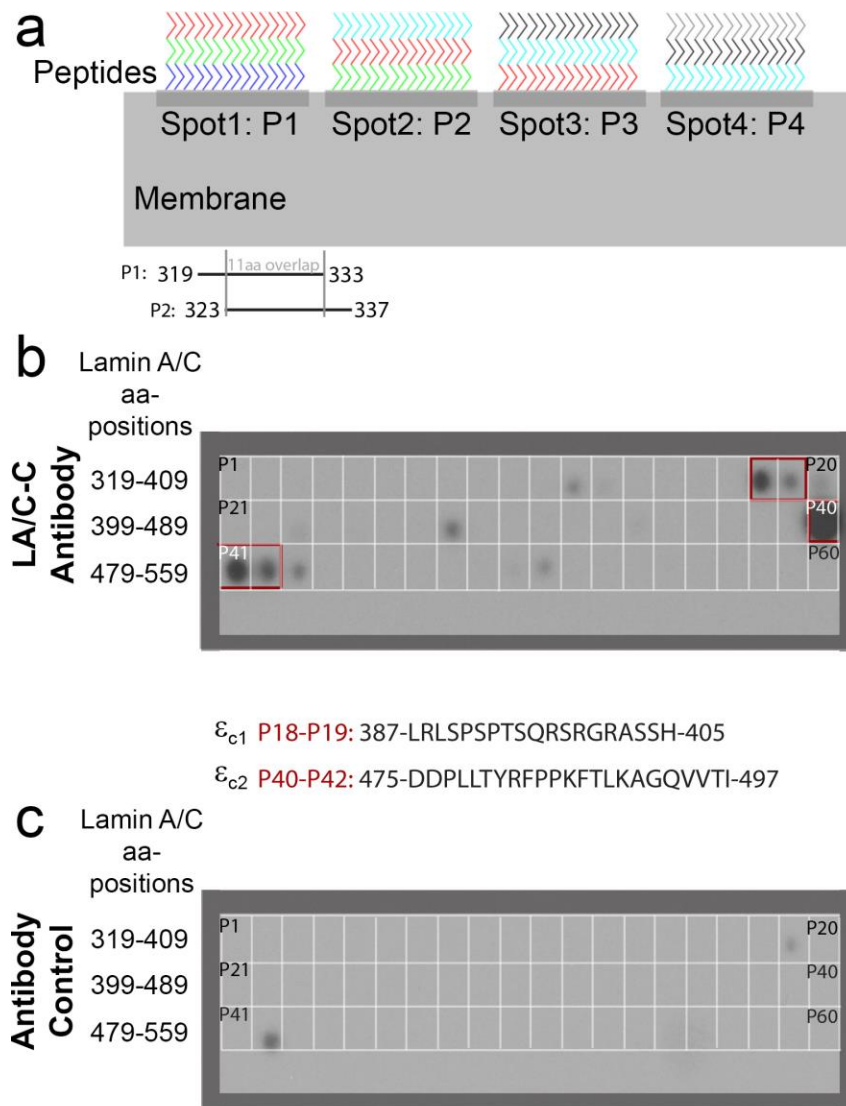 a
Peptides
Spot1: P1 Spot2: P2 Spot3: P3 Spot4: P4
Membrane
P1: 319 11aa overlap 333
P2: 323 337
b
Lamin A/C
aa-
positions
LA/C-C
Antibody
P1 P20
319-409
P21 P40
399-489
P41 P60
479-559
εc1 P18-P19: 387-LRLSPSPTSQRSRGRASSH-405
εc2 P40-P42: 475-DDPLLTYRFPPKFTLKAGQVVTI-497
c
Lamin A/C
aa-
positions
Antibody
Control
P1 P20
319-409
P21 P40
399-489
P41 P60
479-559